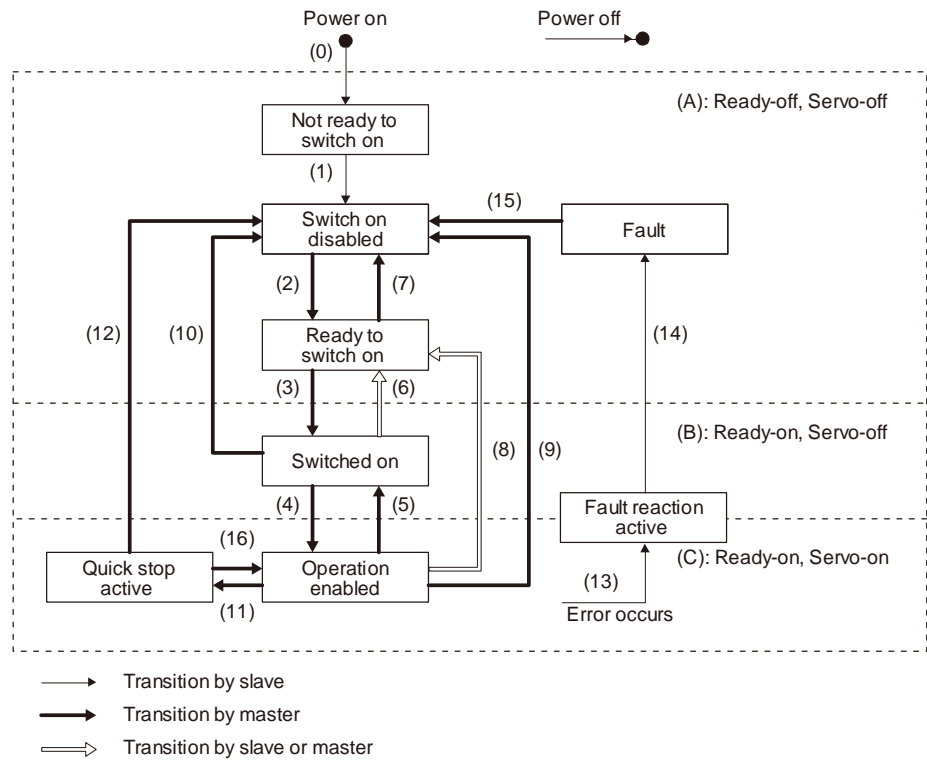 Power on
Power off
(0)
(A): Ready-off, Servo-off
Not ready to
switch on
(1)
(15)
Switch on
disabled
Fault
(2)
(7)
(12)
(10)
(14)
Ready to
switch on
(3)
(6)
(B): Ready-on, Servo-off
(8)
(9)
Switched on
(4)
(5)
Fault reaction
active
(16)
(C): Ready-on, Servo-on
Quick stop
active
Operation
enabled
(13)
(11)
Error occurs
Transition by slave
Transition by master
Transition by slave or master